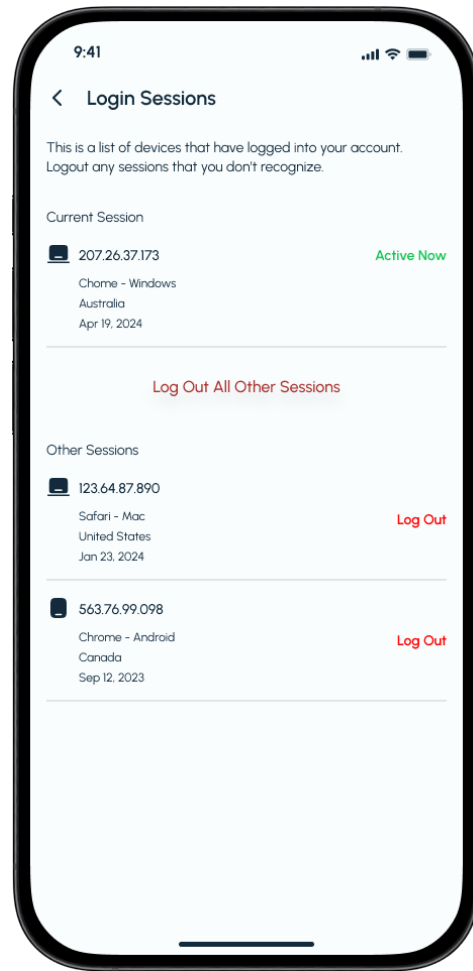 9:41
Login Sessions
This is a list of devices that have logged into your account.
Logout any sessions that you don't recognize.
Current Session
207.26.37.173
Active Now
Chome - Windows
Australia
Apr 19, 2024
Log Out All Other Sessions
Other Sessions
123.64.87.890
Safari - Mac
Log Out
United States
Jan 23, 2024
563.76.99.098
Chrome - Android
Log Out
Canada
Sep 12, 2023